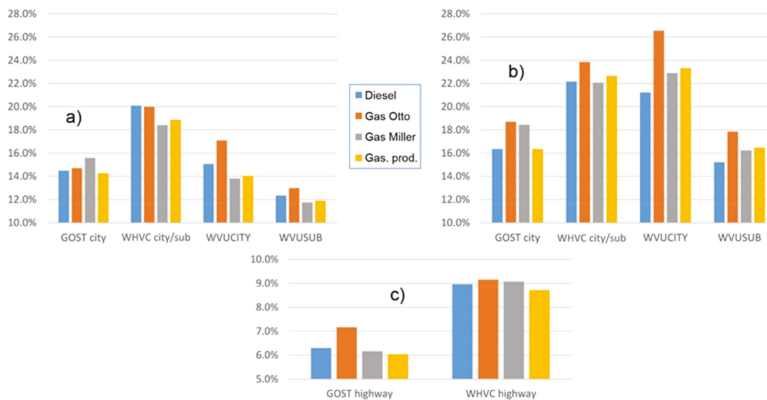 28.0%
26.0%
24.0%
22.0%
20.0%
18.0%
16.0%
14.0%
12.0%
10.0%
a)
GOST city WHVC city/sub WVUCITY WVUSUB
Diesel
Gas Otto
Gas Miller
Gas. prod.
28.0%
26.0%
24.0%
22.0%
20.0%
18.0%
16.0%
14.0%
12.0%
10.0%
b)
GOST city WHVC city/sub WVUCITY WVUSUB
10.0%
9.0%
8.0%
7.0%
6.0%
5.0%
c)
GOST highway WHVC highway